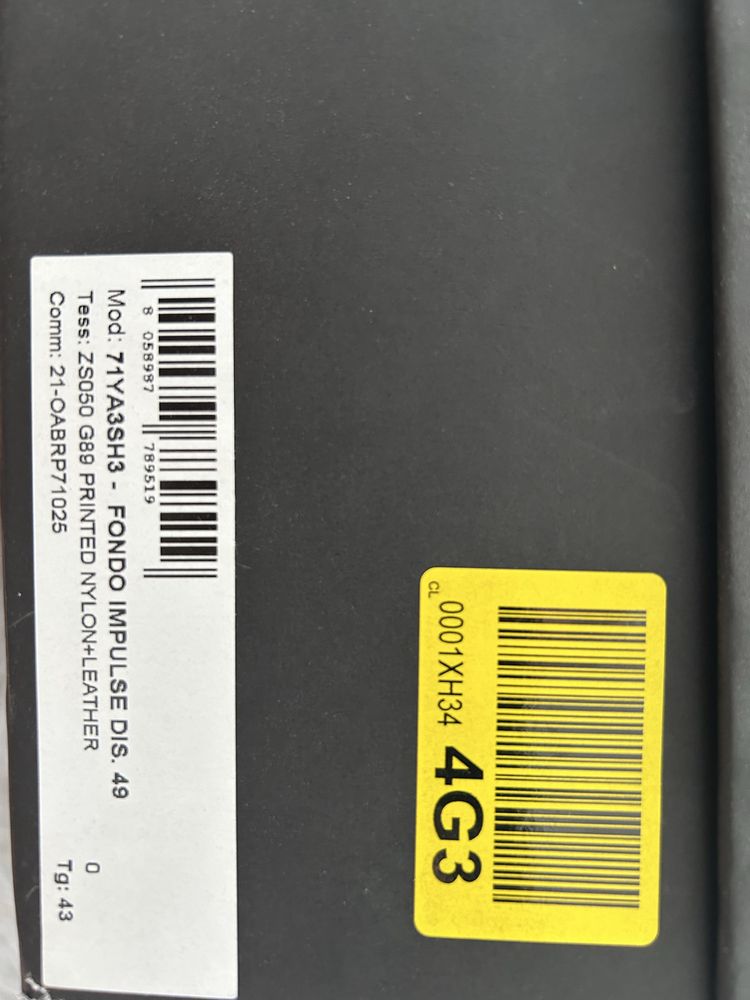 8 058987 789519
Mod: 71YA3SH3 - FONDO IMPULSE DIS. 49
Tess: ZS050 G89 PRINTED NYLON+LEATHER 0
Comm: 21-OABRP71025 Tg: 43
CL 0001XH34 4G3